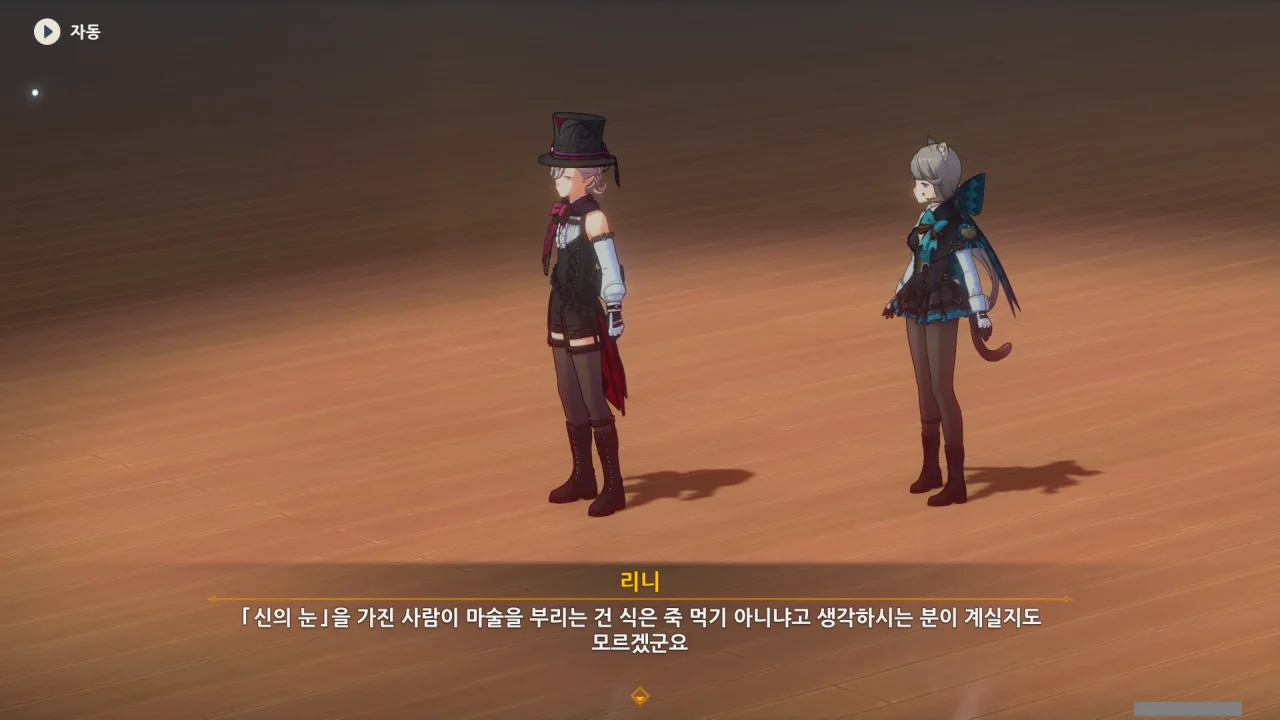 자동
리니
「신의 눈」을 가진 사람이 마술을 부리는 건 식은 죽 먹기 아니냐고 생각하시는 분이 계실지도
모르겠군요